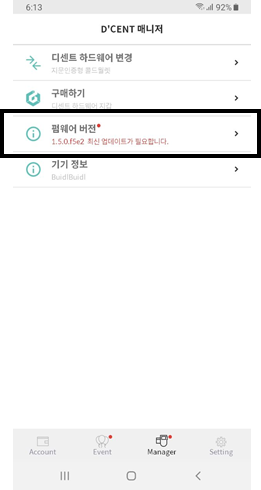 6:13
92%
D'CENT 매니저
디센트 하드웨어 변경
지문인증형 콜드월렛
구매하기
디센트 하드웨어 지갑
펌웨어 버전
1.5.0.f5e2 최신 업데이트가 필요합니다.
기기 정보
BuidlBuidl
Account Event Manager Setting